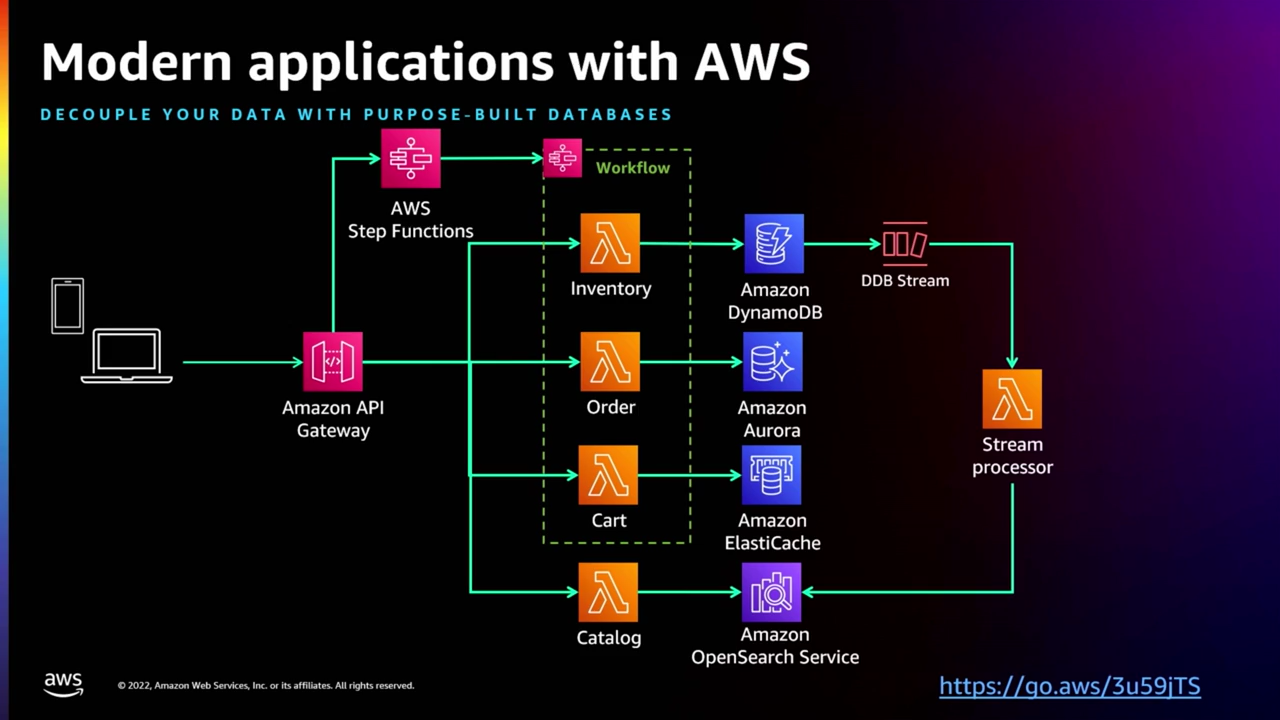 Modern applications with AWS
DECOUPLE YOUR DATA WITH PURPOSE-BUILT DATABASES
Workflow
AWS
Step Functions
Inventory
Amazon
DynamoDB
DDB Stream
Amazon API
Gateway
Order
Amazon
Aurora
Stream
processor
Cart
Amazon
ElastiCache
Catalog
Amazon
OpenSearch Service
aws
© 2022, Amazon Web Services, Inc. or its affiliates. All rights reserved.
https://go.aws/3u59jTS